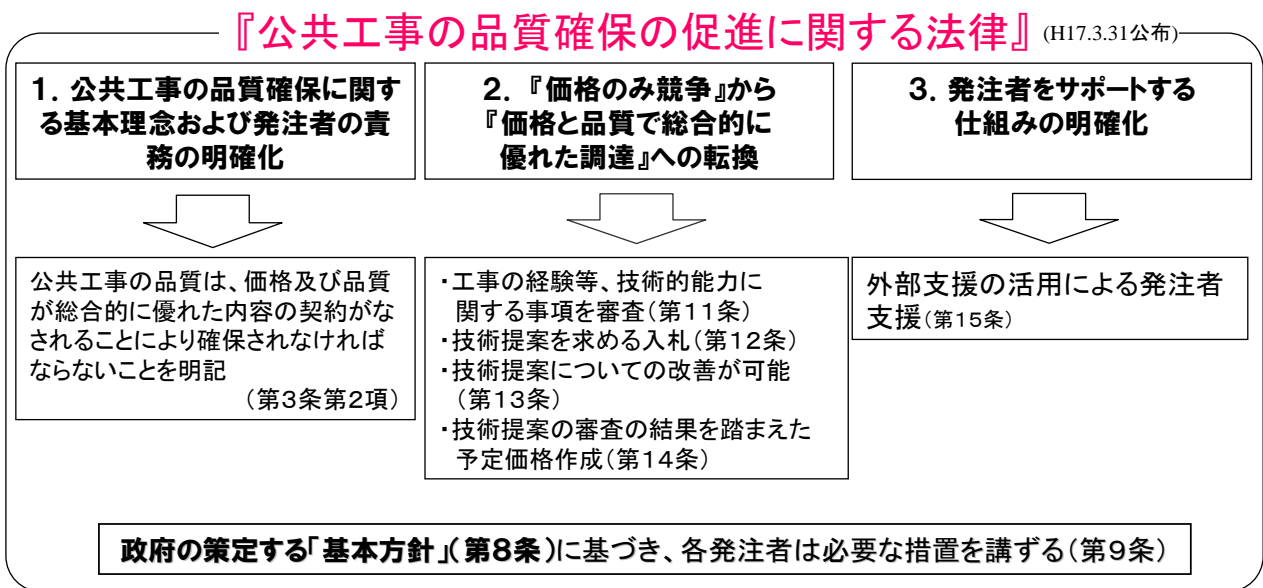 『公共工事の品質確保の促進に関する法律』(H17.3.31公布)
1．公共工事の品質確保に関す
る基本理念および発注者の責
務の明確化
2．『価格のみ競争』から
『価格と品質で総合的に
優れた調達』への転換
3．発注者をサポートする
仕組みの明確化
公共工事の品質は、価格及び品質
が総合的に優れた内容の契約がな
されることにより確保されなければ
ならないことを明記
（第3条第2項）
・工事の経験等、技術的能力に
関する事項を審査（第11条）
・技術提案を求める入札（第12条）
・技術提案についての改善が可能
（第13条）
・技術提案の審査の結果を踏まえた
予定価格作成（第14条）
外部支援の活用による発注者
支援（第15条）
政府の策定する「基本方針」（第8条）に基づき、各発注者は必要な措置を講ずる（第9条）